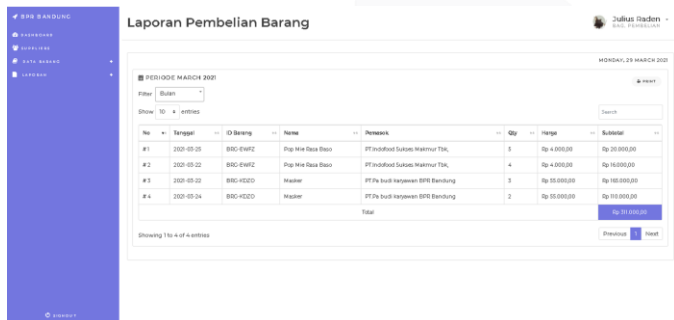 BPR BANDUNG
DASHBOARD
SUPPLIERS
DATA BARANG
LAPORAN
SIGNOUT
Laporan Pembelian Barang
Julius Raden
BAG. PEMBELIAN
MONDAY, 29 MARCH 2021
PERIODE MARCH 2021
PRINT
Filter Bulan
Show 10 entries
Search
No Tanggal ID Barang Nama Pemasok Qty Harga Subtotal
# 1 2021-03-25 BRG-EWFZ Pop Mie Rasa Baso PT.Indofood Sukses Makmur Tbk, 5 Rp 4.000,00 Rp 20.000,00
# 2 2021-03-22 BRG-EWFZ Pop Mie Rasa Baso PT.Indofood Sukses Makmur Tbk, 4 Rp 4.000,00 Rp 16.000,00
# 3 2021-03-22 BRG-KDZO Masker PT.Pa budi karyawan BPR Bandung 3 Rp 55.000,00 Rp 165.000,00
# 4 2021-03-24 BRG-KDZO Masker PT.Pa budi karyawan BPR Bandung 2 Rp 55.000,00 Rp 110.000,00
Total Rp 311.000,00
Showing 1 to 4 of 4 entries
Previous 1 Next